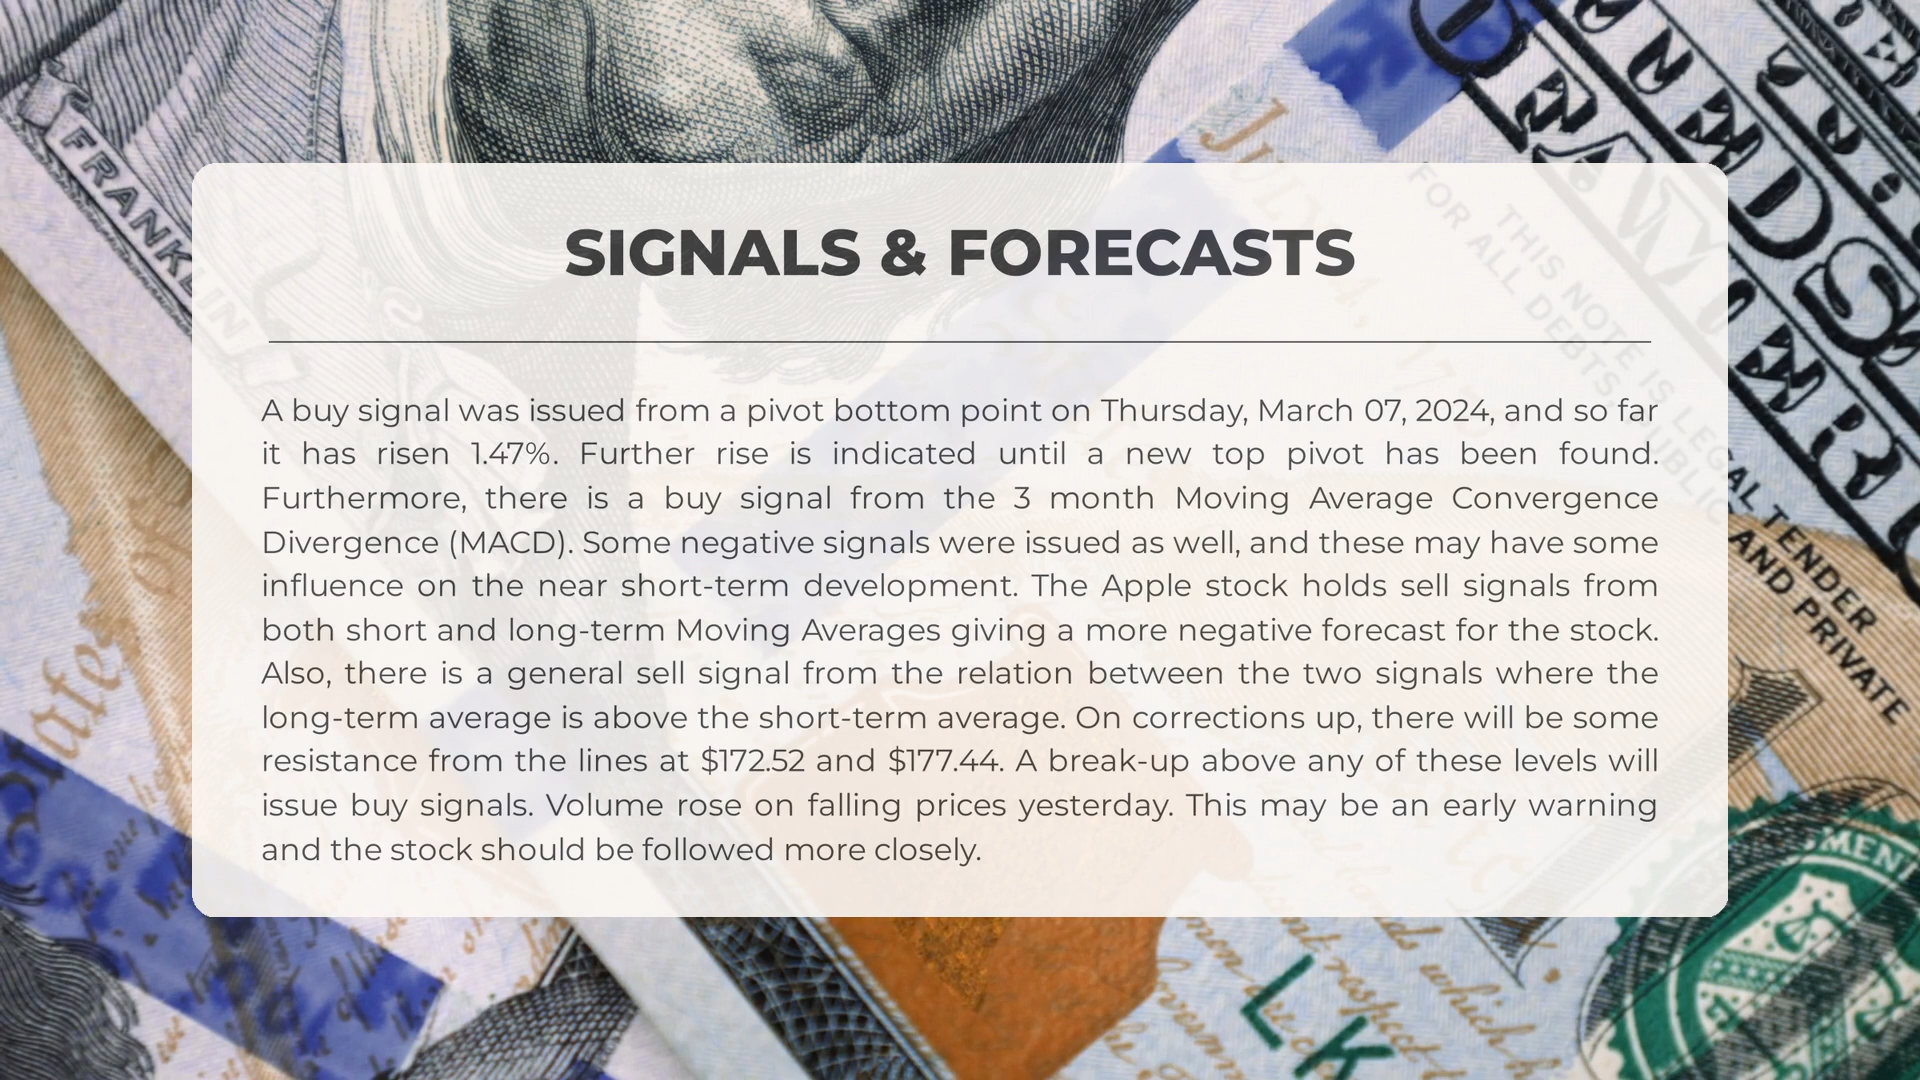 FRANKLIN
SIGNALS & FORECASTS
A buy signal was issued from a pivot bottom point on Thursday, March 07, 2024, and so far
it has risen 1.47%. Further rise is indicated until a new top pivot has been found.
Furthermore, there is a buy signal from the 3 month Moving Average Convergence
Divergence (MACD). Some negative signals were issued as well, and these may have some
influence on the near short-term development. The Apple stock holds sell signals from
both short and long-term Moving Averages giving a more negative forecast for the stock.
Also, there is a general sell signal from the relation between the two signals where the
long-term average is above the short-term average. On corrections up, there will be some
resistance from the lines at $172.52 and $177.44. A break-up above any of these levels will
issue buy signals. Volume rose on falling prices yesterday. This may be an early warning
and the stock should be followed more closely.
THIS NOTE IS LEGAL TENDER
FOR ALL DEBTS PUBLIC AND PRIVATE
LK